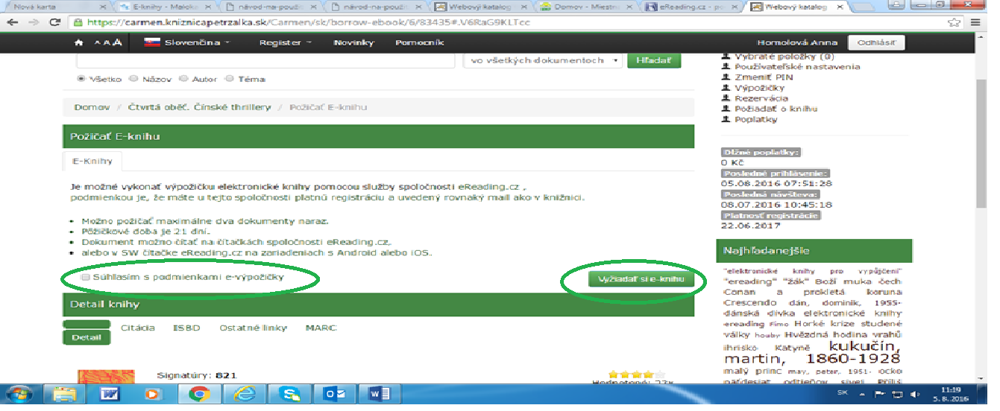 Nová karta
E-knihy - Maloka
návod-na-použi
návod-na-použi
Webový katalog
Domov - Miestn
eReading.cz - po
Webový katalog
https://carmen.kniznicapetrzalka.sk/Carmen/sk/borrow-ebook/6/83435#.V6RaG9KLTcc
A A A Slovenčina Register Novinky Pomocník Homolová Anna Odhlásiť
vo všetkých dokumentoch Hľadať
Všetko Názov Autor Téma
Domov / Čtvrtá oběť. Čínské thrillery / Požičať E-knihu
Požičať E-knihu
E-Knihy
Je možné vykonať výpožičku elektronické knihy pomocou služby spoločnosti eReading.cz ,
podmienkou je, že máte u tejto spoločnosti platnú registráciu a uvedený rovnaký mail ako v knižnici.
• Možno požičať maximálne dva dokumenty naraz.
• Pôžičkové doba je 21 dní.
• Dokument možno čítať na čítačkách spoločnosti eReading.cz,
• alebo v SW čítačke eReading.cz na zariadeniach s Android alebo iOS.
Súhlasím s podmienkami e-výpožičky
Vyžiadať si e-knihu
Detail knihy
Detail Citácia ISBD Ostatné linky MARC
Signatúry: 821
Vybraté položky (0)
Používateľské nastavenia
Zmeniť PIN
Výpožičky
Rezervácia
Požiadať o knihu
Poplatky
Dlžné poplatky:
0 Kč
Posledné prihlásenie:
05.08.2016 07:51:28
Posledná návšteva:
08.07.2016 10:45:18
Platnosť registrácie
22.06.2017
Najhľadanejšie
"elektronické knihy pro vypůjčení"
"ereading" "žák" Boží muka čech
Conan a prokletá koruna
Crescendo dán, dominik, 1955-
dánská dívka elektronické knihy
ereading Fimo Horké krize studené
války houby Hvězdná hodina vrahů
ihrisko Katyně kukučín,
martin, 1860-1928
malý princ may, peter, 1951- ocko
päťdesiat odtieňov sivej Příliš
SK 11:19
5. 8. 2016